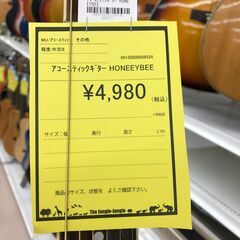 MU:アコースティッ その他
程度:中古B
アコースティックギター HONEEYBEE
¥4,980
(税込)
サイズ:幅 奥行 高さ cm
商品のサイズ、状態を よくご確認下さい。
The Jungle-Jungle